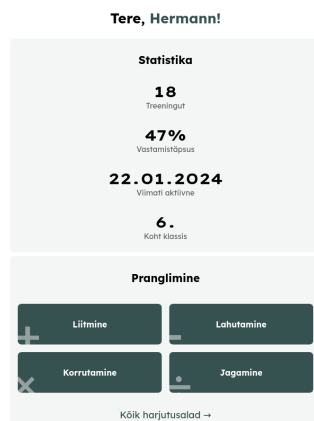 Tere, Hermann!
Statistika
18
Treeningut
47%
Vastamistäpsus
22.01.2024
Viimati aktiivne
6.
Koht klassis
Pranglimine
+ Liitmine
− Lahutamine
× Korrutamine
÷ Jagamine
Kõik harjutusalad →